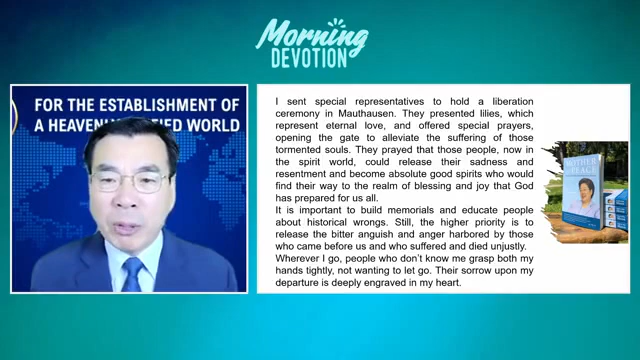 Morning
DEVOTION
FOR THE ESTABLISHMENT OF
A HEAVENLY UNIFIED WORLD
I sent special representatives to hold a liberation
ceremony in Mauthausen. They presented lilies, which
represent eternal love, and offered special prayers,
opening the gate to alleviate the suffering of those
tormented souls. They prayed that those people, now in
the spirit world, could release their sadness and
resentment and become absolute good spirits who would
find their way to the realm of blessing and joy that God
has prepared for us all.
It is important to build memorials and educate people
about historical wrongs. Still, the higher priority is to
release the bitter anguish and anger harbored by those
who came before us and who suffered and died unjustly.
Wherever I go, people who don't know me grasp both my
hands tightly, not wanting to let go. Their sorrow upon my
departure is deeply engraved in my heart.
PEACE